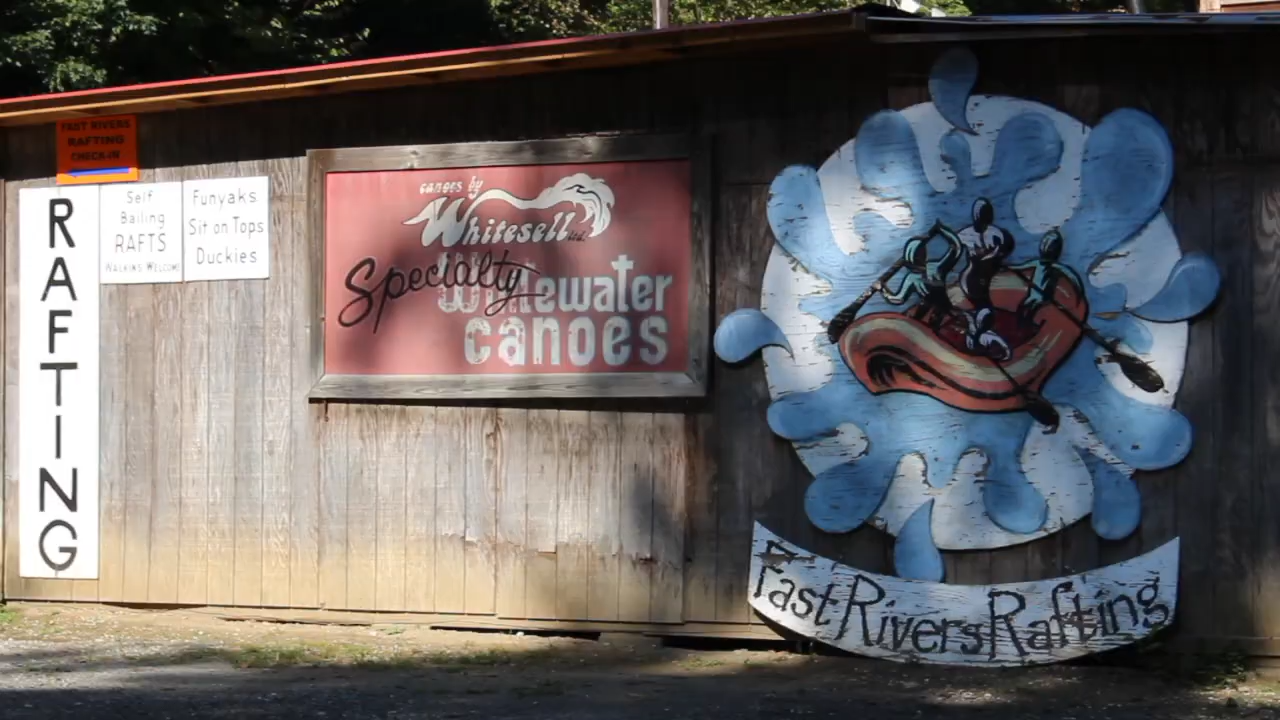 FAST RIVERS
RAFTING
CHECK-IN
RAFTING
Self
Bailing
RAFTS
WALKINS WELCOME
Funyaks
Sit on Tops
Duckies
canoes by
Whitesell Ltd.
Specialty
Whitewater
canoes
Fast Rivers Rafting